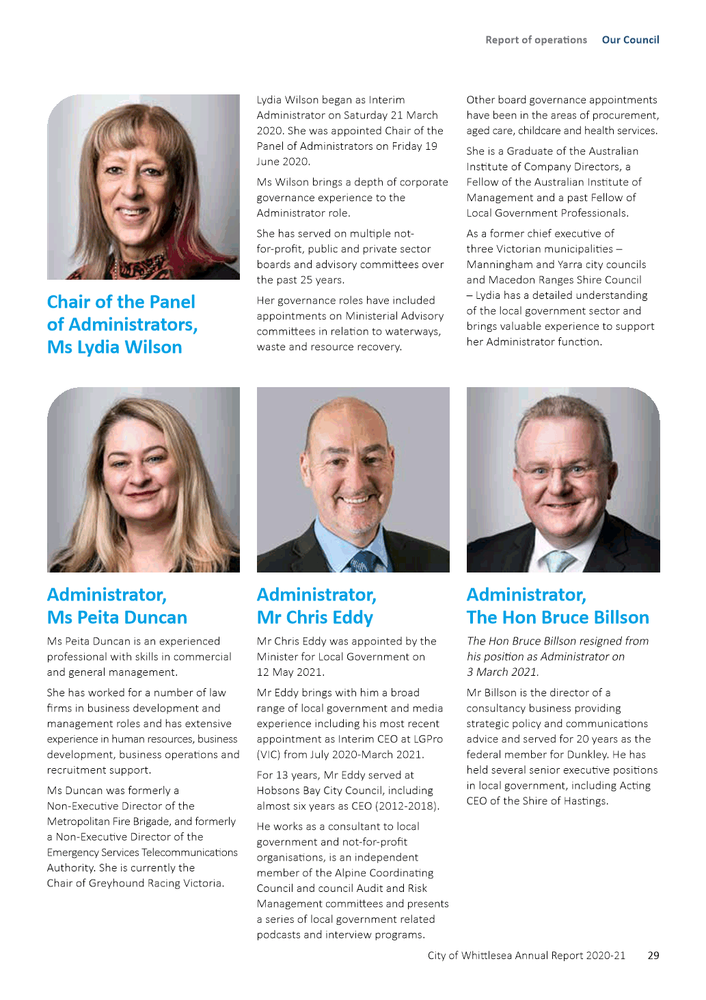 Report of operations Our Council
Chair of the Panel
of Administrators,
Ms Lydia Wilson
Lydia Wilson began as Interim
Administrator on Saturday 21 March
2020. She was appointed Chair of the
Panel of Administrators on Friday 19
June 2020.
Ms Wilson brings a depth of corporate
governance experience to the
Administrator role.
She has served on multiple not-
for-profit, public and private sector
boards and advisory committees over
the past 25 years.
Her governance roles have included
appointments on Ministerial Advisory
committees in relation to waterways,
waste and resource recovery.
Other board governance appointments
have been in the areas of procurement,
aged care, childcare and health services.
She is a Graduate of the Australian
Institute of Company Directors, a
Fellow of the Australian Institute of
Management and a past Fellow of
Local Government Professionals.
As a former chief executive of
three Victorian municipalities –
Manningham and Yarra city councils
and Macedon Ranges Shire Council
– Lydia has a detailed understanding
of the local government sector and
brings valuable experience to support
her Administrator function.
Administrator,
Ms Peita Duncan
Ms Peita Duncan is an experienced
professional with skills in commercial
and general management.
She has worked for a number of law
firms in business development and
management roles and has extensive
experience in human resources, business
development, business operations and
recruitment support.
Ms Duncan was formerly a
Non-Executive Director of the
Metropolitan Fire Brigade, and formerly
a Non-Executive Director of the
Emergency Services Telecommunications
Authority. She is currently the
Chair of Greyhound Racing Victoria.
Administrator,
Mr Chris Eddy
Mr Chris Eddy was appointed by the
Minister for Local Government on
12 May 2021.
Mr Eddy brings with him a broad
range of local government and media
experience including his most recent
appointment as Interim CEO at LGPro
(VIC) from July 2020-March 2021.
For 13 years, Mr Eddy served at
Hobsons Bay City Council, including
almost six years as CEO (2012-2018).
He works as a consultant to local
government and not-for-profit
organisations, is an independent
member of the Alpine Coordinating
Council and council Audit and Risk
Management committees and presents
a series of local government related
podcasts and interview programs.
Administrator,
The Hon Bruce Billson
The Hon Bruce Billson resigned from
his position as Administrator on
3 March 2021.
Mr Billson is the director of a
consultancy business providing
strategic policy and communications
advice and served for 20 years as the
federal member for Dunkley. He has
held several senior executive positions
in local government, including Acting
CEO of the Shire of Hastings.
City of Whittlesea Annual Report 2020-21 29